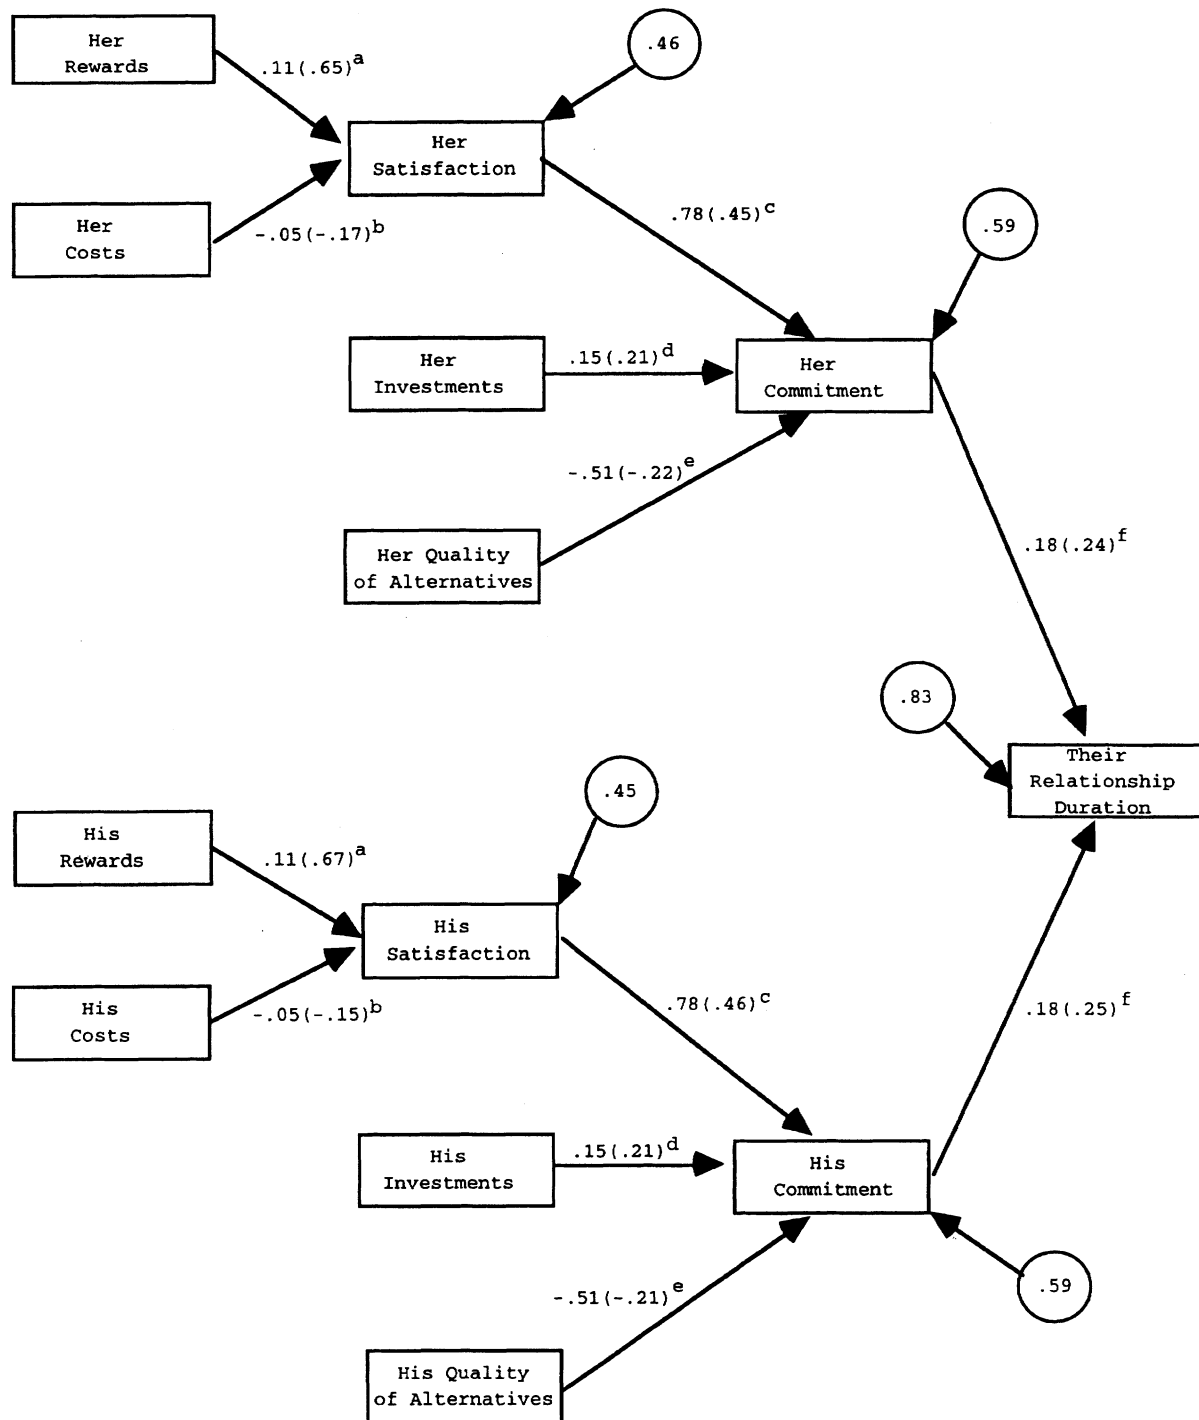 Her
Rewards
.11(.65)a
.46
Her
Satisfaction
Her
Costs
-.05(-.17)b
.78(.45)c
.59
Her
Investments
.15(.21)d
Her
Commitment
-.51(-.22)e
Her Quality
of Alternatives
.18(.24)f
.83
Their
Relationship
Duration
.45
His
Rewards
.11(.67)a
His
Satisfaction
His
Costs
-.05(-.15)b
.78(.46)c
.18(.25)f
His
Investments
.15(.21)d
His
Commitment
-.51(-.21)e
.59
His Quality
of Alternatives